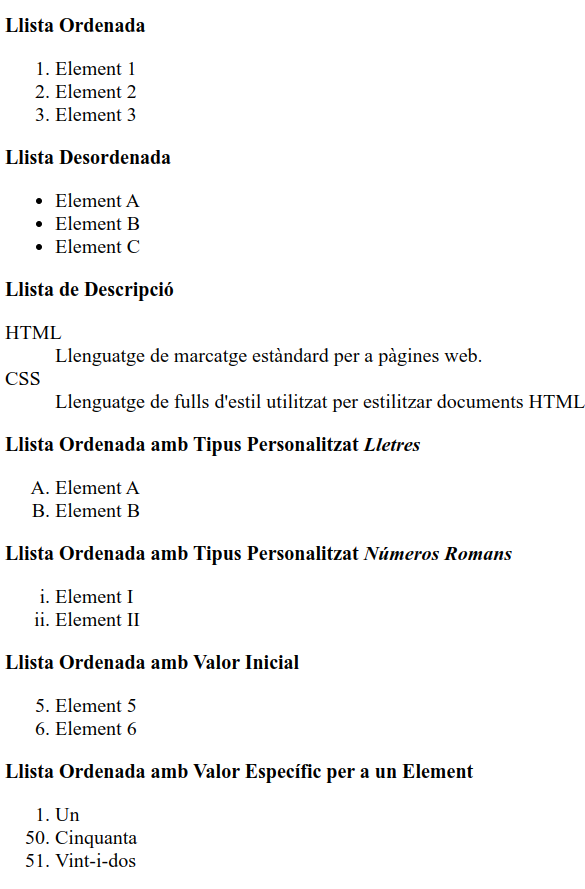 Llista Ordenada
1. Element 1
2. Element 2
3. Element 3
Llista Desordenada
• Element A
• Element B
• Element C
Llista de Descripció
HTML
Llenguatge de marcatge estàndard per a pàgines web.
CSS
Llenguatge de fulls d'estil utilitzat per estilitzar documents HTML
Llista Ordenada amb Tipus Personalitzat Lletres
A. Element A
B. Element B
Llista Ordenada amb Tipus Personalitzat Números Romans
i. Element I
ii. Element II
Llista Ordenada amb Valor Inicial
5. Element 5
6. Element 6
Llista Ordenada amb Valor Específic per a un Element
1. Un
50. Cinquanta
51. Vint-i-dos